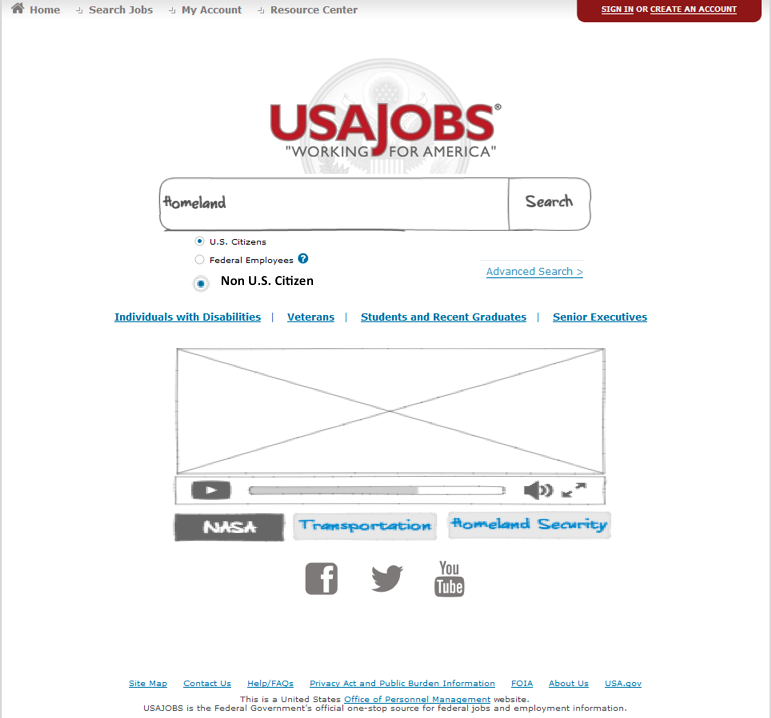 Home Search Jobs My Account Resource Center SIGN IN OR CREATE AN ACCOUNT
USAJOBS®
"WORKING FOR AMERICA"
Homeland Search
U.S. Citizens
Federal Employees ?
Advanced Search >
Non U.S. Citizen
Individuals with Disabilities | Veterans | Students and Recent Graduates | Senior Executives
NASA Transportation Homeland Security
f You
Tube
Site Map Contact Us Help/FAQs Privacy Act and Public Burden Information FOIA About Us USA.gov
This is a United States Office of Personnel Management website.
USAJOBS is the Federal Government's official one-stop source for federal jobs and employment information.